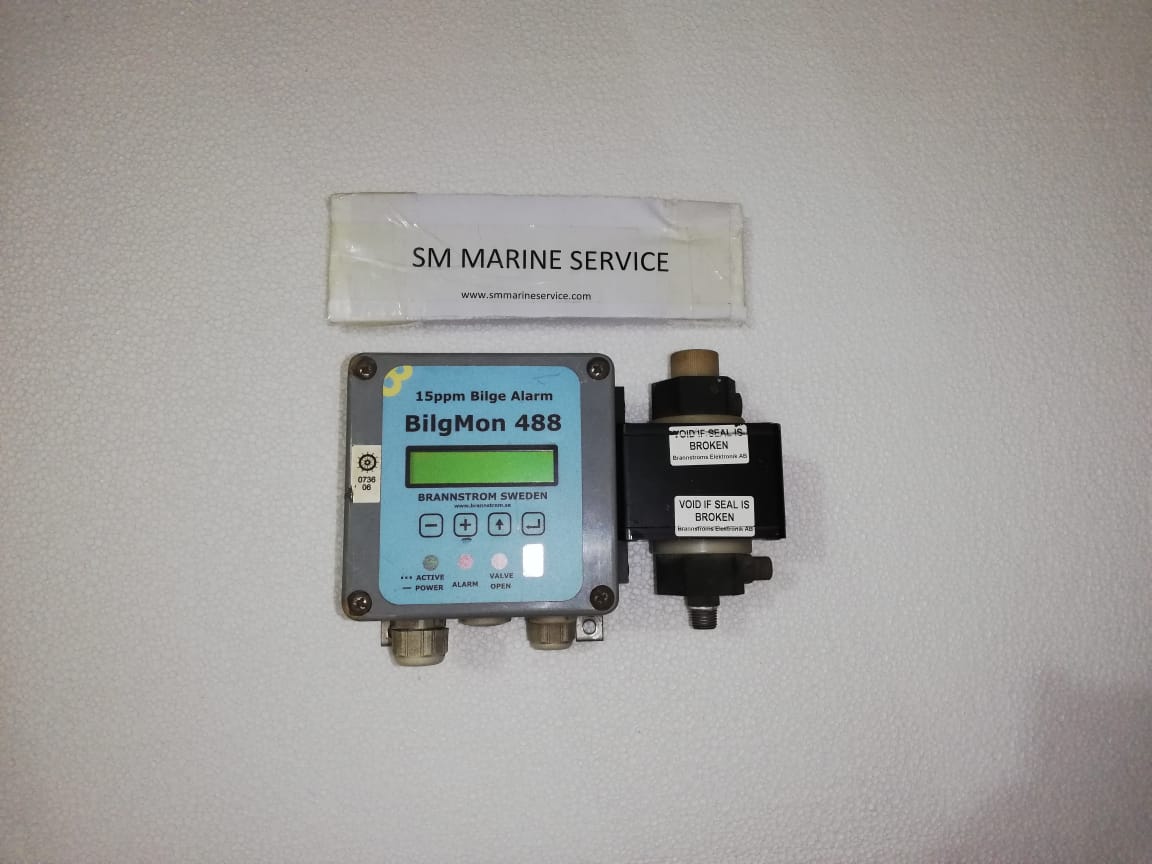 SM MARINE SERVICE
www.smmarineservice.com
8
15ppm Bilge Alarm
BilgMon 488
BRANNSTROM SWEDEN
www.brannstrom.se
0736
06
ACTIVE
POWER
ALARM
VALVE
OPEN
VOID IF SEAL IS
BROKEN
Brannstroms Elektronik AB
VOID IF SEAL IS
BROKEN
Brannstroms Elektronik AB